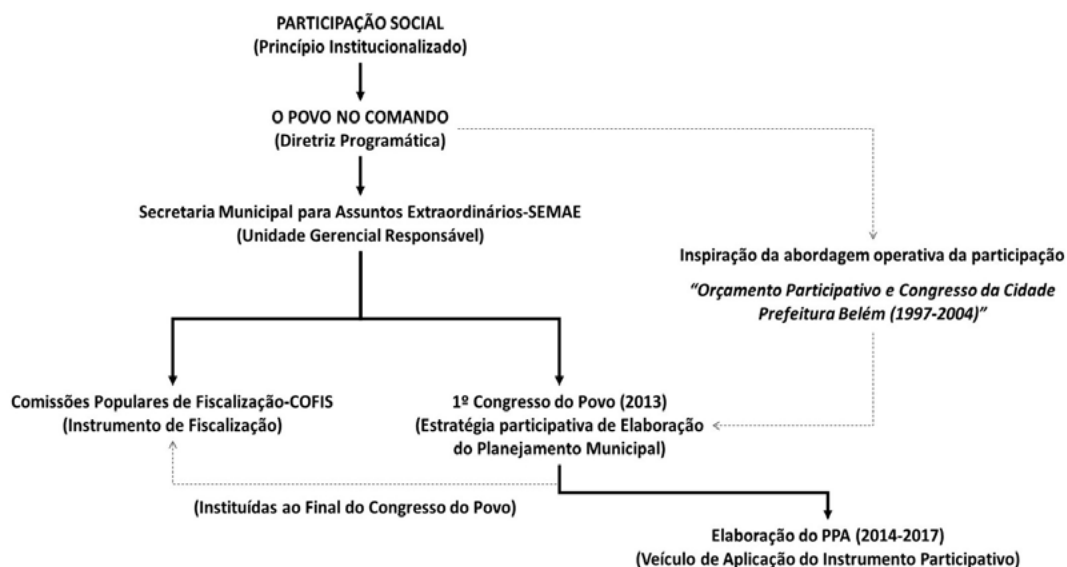 PARTICIPAÇÃO SOCIAL
(Princípio Institucionalizado)
O POVO NO COMANDO
(Diretriz Programática)
Secretaria Municipal para Assuntos Extraordinários-SEMAE
(Unidade Gerencial Responsável)
Inspiração da abordagem operativa da participação
“Orçamento Participativo e Congresso da Cidade
Prefeitura Belém (1997-2004)”
Comissões Populares de Fiscalização-COFIS
(Instrumento de Fiscalização)
1º Congresso do Povo (2013)
(Estratégia participativa de Elaboração
do Planejamento Municipal)
(Instituídas ao Final do Congresso do Povo)
Elaboração do PPA (2014-2017)
(Veículo de Aplicação do Instrumento Participativo)